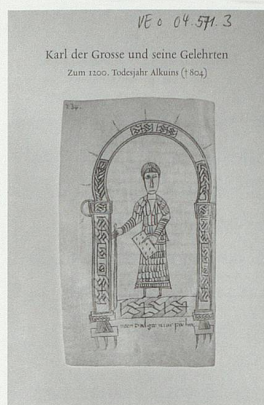 VE 0 04.571.3
Karl der Grosse und seine Gelehrten
Zum 1200. Todesjahr Alkuins († 804)